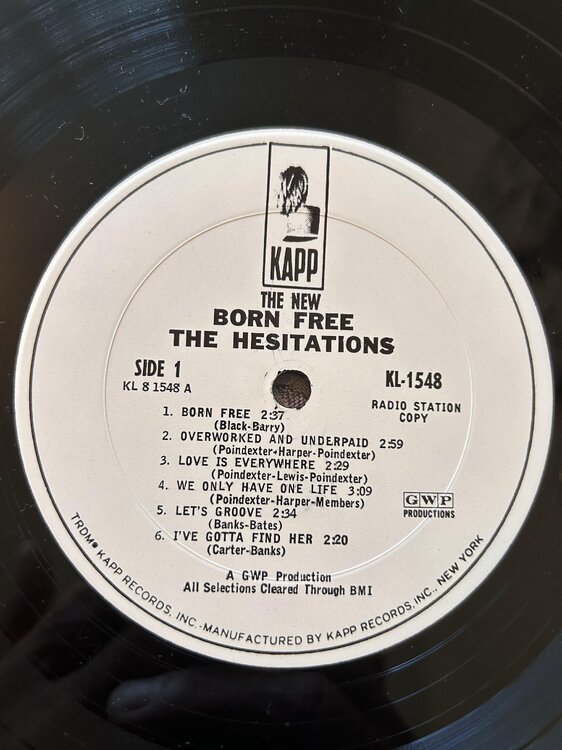 KAPP
THE NEW
BORN FREE
THE HESITATIONS
SIDE 1
KL 8 1548 A
KL-1548
RADIO STATION
COPY
1. BORN FREE 2:37
(Black-Barry)
2. OVERWORKED AND UNDERPAID 2:59
(Poindexter-Harper-Poindexter)
3. LOVE IS EVERYWHERE 2:29
(Poindexter-Lewis-Poindexter)
4. WE ONLY HAVE ONE LIFE 3:09
(Poindexter-Harper-Members)
5. LET'S GROOVE 2:34
(Banks-Bates)
6. I'VE GOTTA FIND HER 2:20
(Carter-Banks)
GWP
PRODUCTIONS
A GWP Production
All Selections Cleared Through BMI
TRDM• KAPP RECORDS, INC.-MANUFACTURED BY KAPP RECORDS, INC., NEW YORK